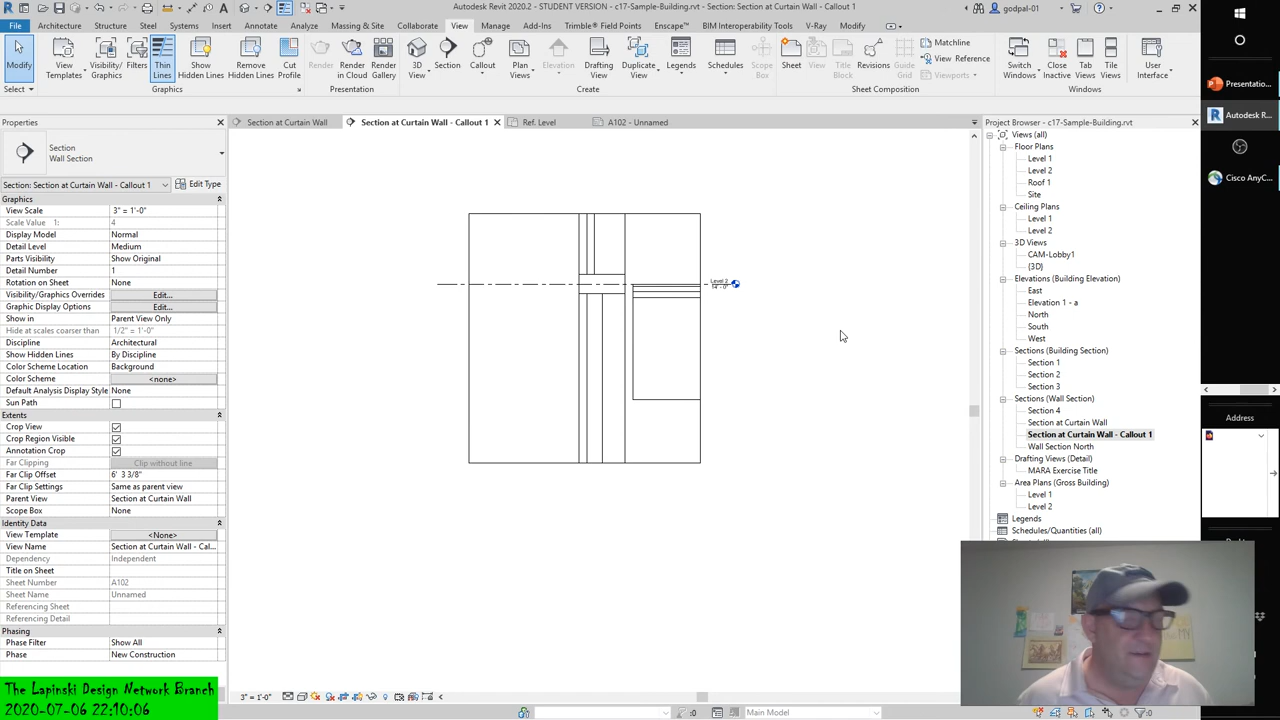 Autodesk Revit 2020.2 - STUDENT VERSION - c17-Sample-Building.rvt - Section: Section at Curtain Wall - Callout 1
godpal-01
File Architecture Structure Steel Systems Insert Annotate Analyze Massing & Site Collaborate View Manage Add-Ins Trimble® Field Points Enscape™ BIM Interoperability Tools V-Ray Modify
Modify
View Templates
Visibility/ Graphics
Filters
Thin Lines
Show Hidden Lines
Remove Hidden Lines
Cut Profile
Render
Render in Cloud
Render Gallery
3D View
Section
Callout
Plan Views
Elevation
Drafting View
Duplicate View
Legends
Schedules
Scope Box
Sheet
View
Title Block
Revisions
Guide Grid
Matchline
View Reference
Viewports
Switch Windows
Close Inactive
Tab Views
Tile Views
User Interface
Select Graphics Presentation Create Sheet Composition Windows
Properties
Section at Curtain Wall
Section at Curtain Wall - Callout 1
Ref. Level
A102 - Unnamed
Project Browser - c17-Sample-Building.rvt
Section
Wall Section
Section: Section at Curtain Wall - Callout 1 Edit Type
Graphics
View Scale 3" = 1'-0"
Scale Value 1: 4
Display Model Normal
Detail Level Medium
Parts Visibility Show Original
Detail Number 1
Rotation on Sheet None
Visibility/Graphics Overrides Edit...
Graphic Display Options Edit...
Show in Parent View Only
Hide at scales coarser than 1/2" = 1'-0"
Discipline Architectural
Show Hidden Lines By Discipline
Color Scheme Location Background
Color Scheme <none>
Default Analysis Display Style None
Sun Path
Extents
Crop View
Crop Region Visible
Annotation Crop
Far Clipping Clip without line
Far Clip Offset 6' 3 3/8"
Far Clip Settings Same as parent view
Parent View Section at Curtain Wall
Scope Box None
Identity Data
View Template <None>
View Name Section at Curtain Wall - Cal...
Dependency Independent
Title on Sheet
Sheet Number A102
Sheet Name Unnamed
Referencing Sheet
Referencing Detail
Phasing
Phase Filter Show All
Phase New Construction
Level 2
14' - 0"
Views (all)
Floor Plans
Level 1
Level 2
Roof 1
Site
Ceiling Plans
Level 1
Level 2
3D Views
CAM-Lobby1
{3D}
Elevations (Building Elevation)
East
Elevation 1 - a
North
South
West
Sections (Building Section)
Section 1
Section 2
Section 3
Sections (Wall Section)
Section 4
Section at Curtain Wall
Section at Curtain Wall - Callout 1
Wall Section North
Drafting Views (Detail)
MARA Exercise Title
Area Plans (Gross Building)
Level 1
Level 2
Legends
Schedules/Quantities (all)
Presentatio...
Autodesk R...
Cisco AnyC...
Address
The Lapinski Design Network Branch
2020-07-06 22:10:06
3" = 1'-0"
:0
Main Model
:0